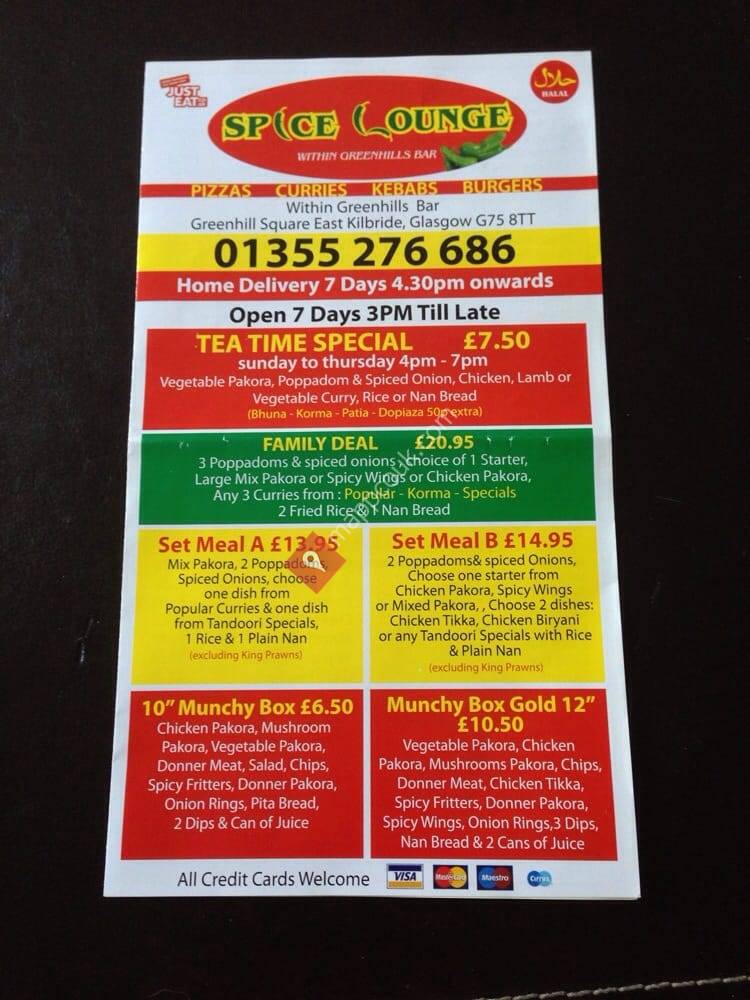 JUST
EAT
حلال
HALAL
SPICE LOUNGE
WITHIN GREENHILLS BAR
PIZZAS CURRIES KEBABS BURGERS
Within Greenhills Bar
Greenhill Square East Kilbride, Glasgow G75 8TT
01355 276 686
Home Delivery 7 Days 4.30pm onwards
Open 7 Days 3PM Till Late
TEA TIME SPECIAL £7.50
sunday to thursday 4pm - 7pm
Vegetable Pakora, Poppadom & Spiced Onion, Chicken, Lamb or
Vegetable Curry, Rice or Nan Bread
(Bhuna - Korma - Patia - Dopiaza 50p extra)
FAMILY DEAL £20.95
3 Poppadoms & spiced onions, choice of 1 Starter,
Large Mix Pakora or Spicy Wings or Chicken Pakora,
Any 3 Curries from : Popular - Korma - Specials
2 Fried Rice & 1 Nan Bread
Set Meal A £13.95
Mix Pakora, 2 Poppadoms,
Spiced Onions, choose
one dish from
Popular Curries & one dish
from Tandoori Specials,
1 Rice & 1 Plain Nan
(excluding King Prawns)
Set Meal B £14.95
2 Poppadoms& spiced Onions,
Choose one starter from
Chicken Pakora, Spicy Wings
or Mixed Pakora, , Choose 2 dishes:
Chicken Tikka, Chicken Biryani
or any Tandoori Specials with Rice
& Plain Nan
(excluding King Prawns)
10” Munchy Box £6.50
Chicken Pakora, Mushroom
Pakora, Vegetable Pakora,
Donner Meat, Salad, Chips,
Spicy Fritters, Donner Pakora,
Onion Rings, Pita Bread,
2 Dips & Can of Juice
Munchy Box Gold 12”
£10.50
Vegetable Pakora, Chicken
Pakora, Mushrooms Pakora, Chips,
Donner Meat, Chicken Tikka,
Spicy Fritters, Donner Pakora,
Spicy Wings, Onion Rings,3 Dips,
Nan Bread & 2 Cans of Juice
All Credit Cards Welcome VISA MasterCard Maestro Cirrus
mapplouk.com